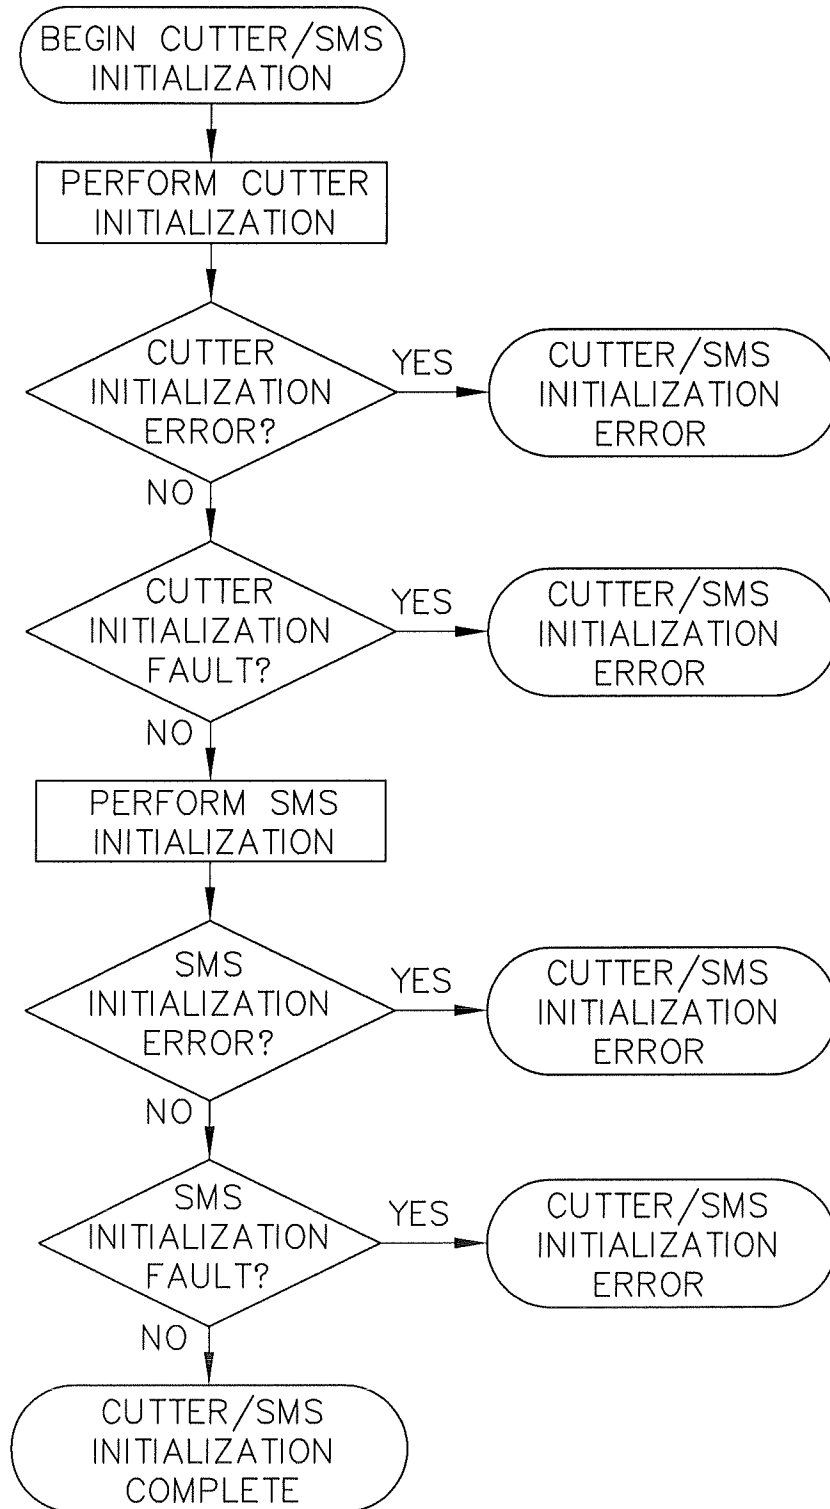 BEGIN CUTTER/SMS
INITIALIZATION
PERFORM CUTTER
INITIALIZATION
CUTTER
INITIALIZATION
ERROR?
YES
CUTTER/SMS
INITIALIZATION
ERROR
NO
CUTTER
INITIALIZATION
FAULT?
YES
CUTTER/SMS
INITIALIZATION
ERROR
NO
PERFORM SMS
INITIALIZATION
SMS
INITIALIZATION
ERROR?
YES
CUTTER/SMS
INITIALIZATION
ERROR
NO
SMS
INITIALIZATION
FAULT?
YES
CUTTER/SMS
INITIALIZATION
ERROR
NO
CUTTER/SMS
INITIALIZATION
COMPLETE